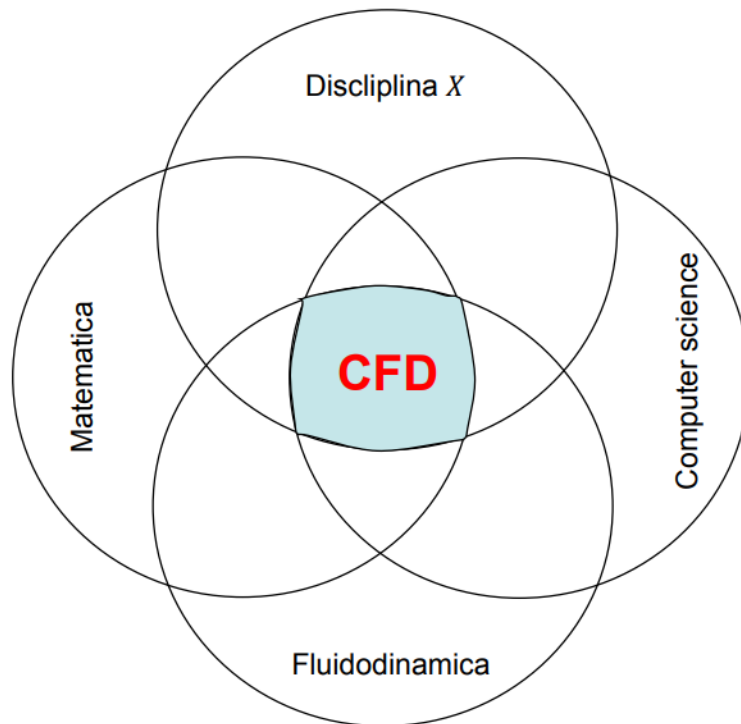 Discliplina X
Matematica
CFD
Computer science
Fluidodinamica